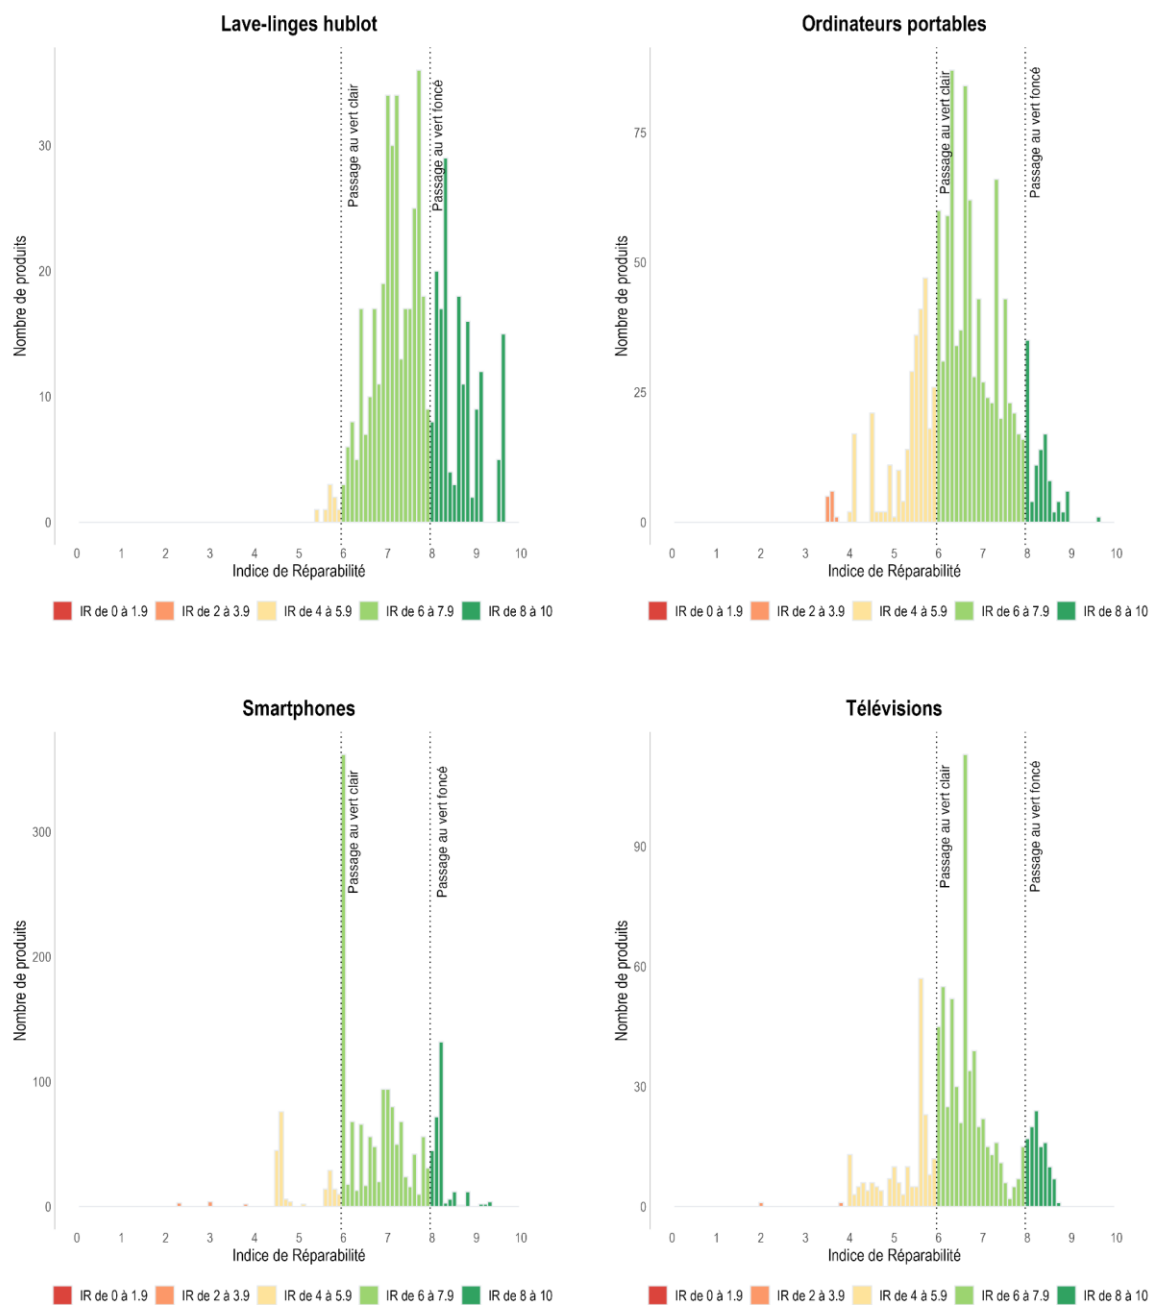 Lave-linges hublot
Nombre de produits
30
20
10
0
Passage au vert clair
Passage au vert foncé
0 1 2 3 4 5 6 7 8 9 10
Indice de Réparabilité
IR de 0 à 1.9 IR de 2 à 3.9 IR de 4 à 5.9 IR de 6 à 7.9 IR de 8 à 10
Ordinateurs portables
Nombre de produits
75
50
25
0
Passage au vert clair
Passage au vert foncé
0 1 2 3 4 5 6 7 8 9 10
Indice de Réparabilité
IR de 0 à 1.9 IR de 2 à 3.9 IR de 4 à 5.9 IR de 6 à 7.9 IR de 8 à 10
Smartphones
Nombre de produits
300
200
100
0
Passage au vert clair
Passage au vert foncé
0 1 2 3 4 5 6 7 8 9 10
Indice de Réparabilité
IR de 0 à 1.9 IR de 2 à 3.9 IR de 4 à 5.9 IR de 6 à 7.9 IR de 8 à 10
Télévisions
Nombre de produits
90
60
30
0
Passage au vert clair
Passage au vert foncé
0 1 2 3 4 5 6 7 8 9 10
Indice de Réparabilité
IR de 0 à 1.9 IR de 2 à 3.9 IR de 4 à 5.9 IR de 6 à 7.9 IR de 8 à 10